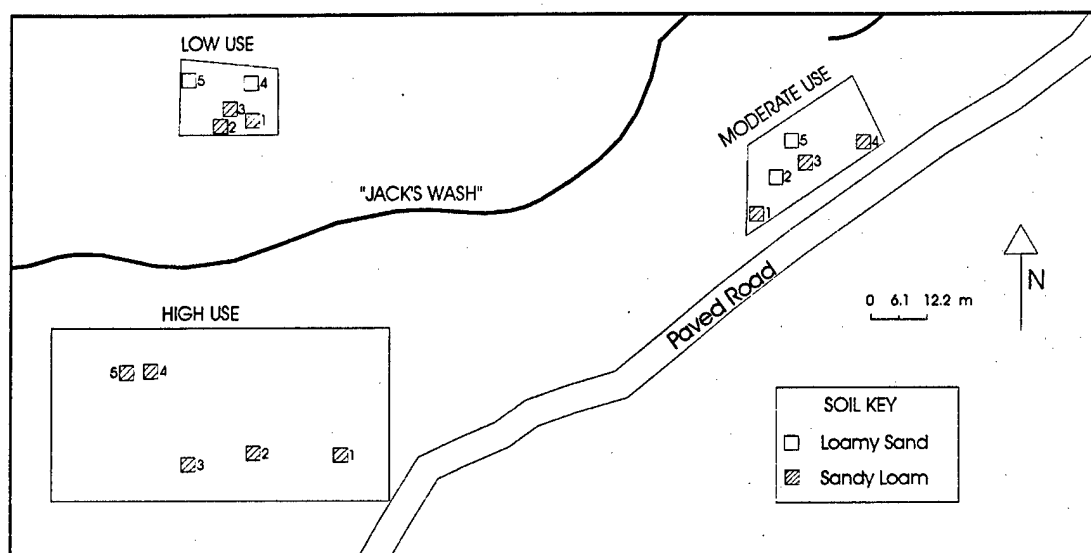 LOW USE
5
4
3
2
1
MODERATE USE
5
4
3
2
1
"JACK'S WASH"
Paved Road
N
0 6.1 12.2 m
HIGH USE
5
4
3
2
1
SOIL KEY
Loamy Sand
Sandy Loam